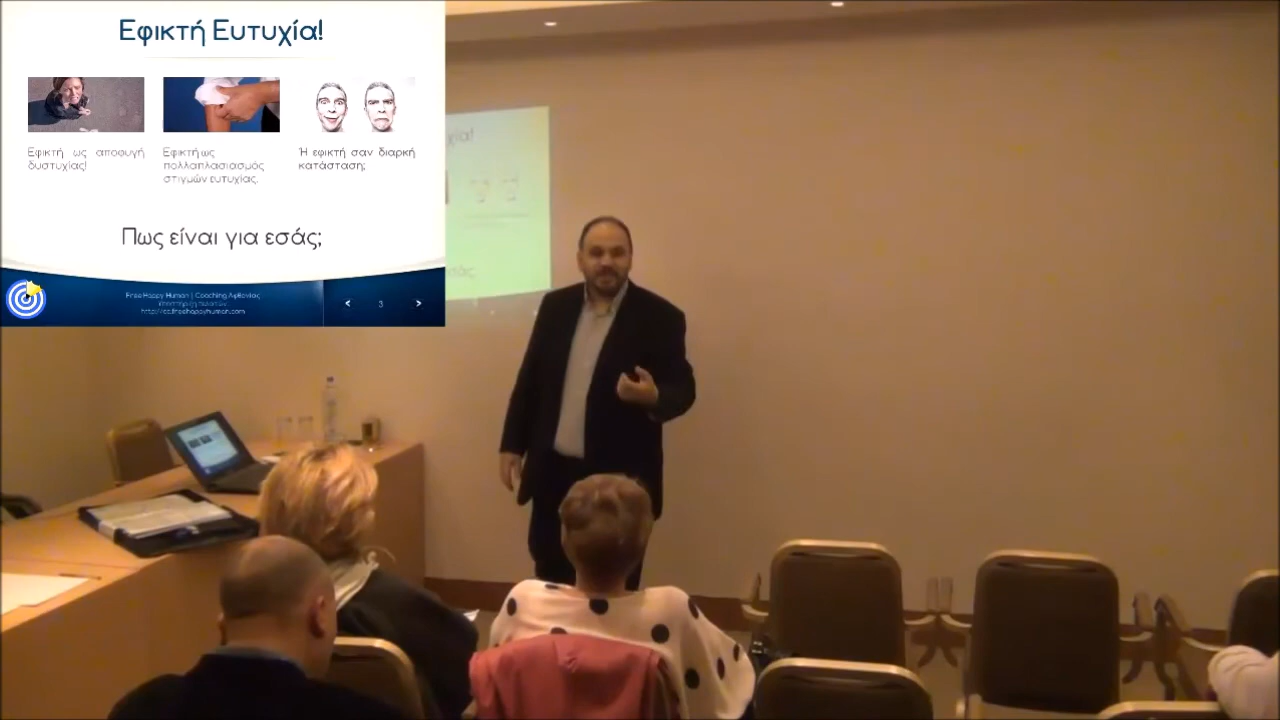 Εφικτή Ευτυχία!
Εφικτή ως αποφυγή
δυστυχίας!
Εφικτή ως
πολλαπλασιασμός
στιγμών ευτυχίας.
Ή εφικτή σαν διαρκή
κατάσταση;
Πως είναι για εσάς;
Free Happy Human | Coaching Αφθονίας
3